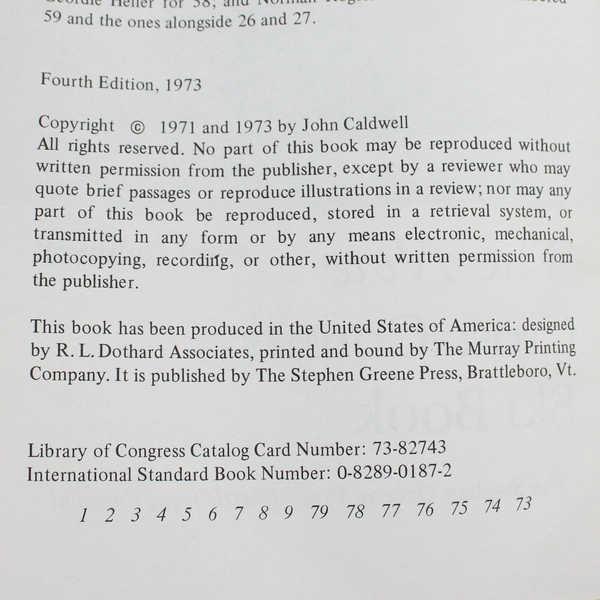 for 58; and Norman
59 and the ones alongside 26 and 27.
Fourth Edition, 1973
Copyright © 1971 and 1973 by John Caldwell
All rights reserved. No part of this book may be reproduced without
written permission from the publisher, except by a reviewer who may
quote brief passages or reproduce illustrations in a review; nor may any
part of this book be reproduced, stored in a retrieval system, or
transmitted in any form or by any means electronic, mechanical,
photocopying, recording, or other, without written permission from
the publisher.
This book has been produced in the United States of America: designed
by R. L. Dothard Associates, printed and bound by The Murray Printing
Company. It is published by The Stephen Greene Press, Brattleboro, Vt.
Library of Congress Catalog Card Number: 73-82743
International Standard Book Number: 0-8289-0187-2
1 2 3 4 5 6 7 8 9 79 78 77 76 75 74 73